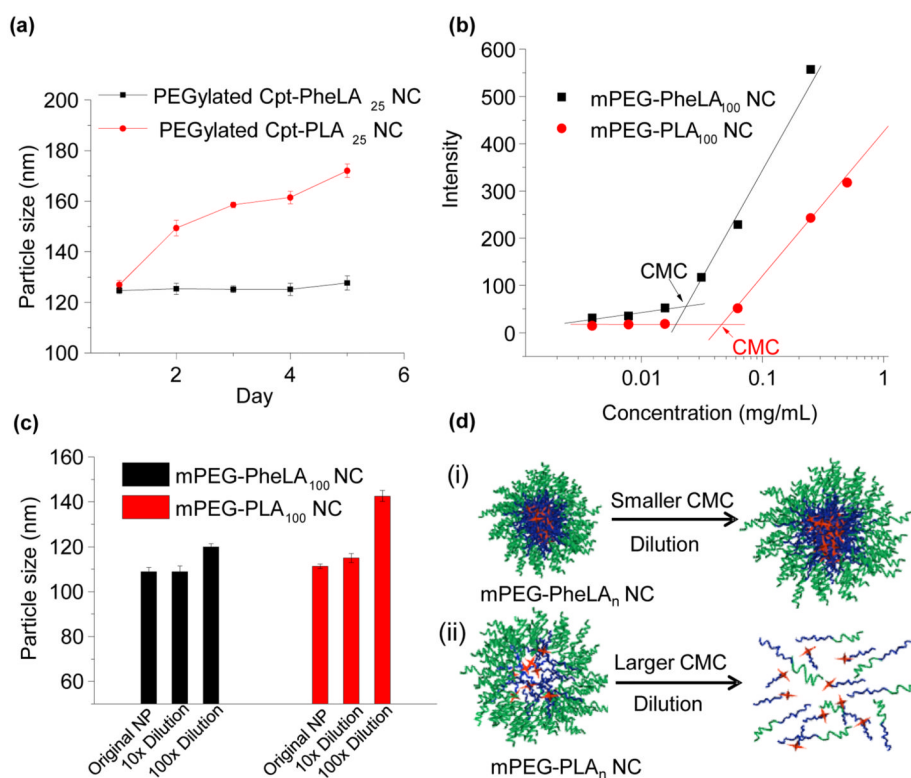 (a)
PEGylated Cpt-PheLA 25 NC
PEGylated Cpt-PLA 25 NC
200
180
160
140
120
100
Particle size (nm)
2
4
6
Day
(b)
600
500
400
300
200
100
0
Intensity
mPEG-PheLA100 NC
mPEG-PLA100 NC
CMC
CMC
0.01
0.1
1
Concentration (mg/mL)
(c)
160
140
120
100
80
60
Particle size (nm)
mPEG-PheLA100 NC
mPEG-PLA100 NC
Original NP
10x Dilution
100x Dilution
Original NP
10x Dilution
100x Dilution
(d)
(i)
Smaller CMC
Dilution
mPEG-PheLAn NC
(ii)
Larger CMC
Dilution
mPEG-PLAn NC